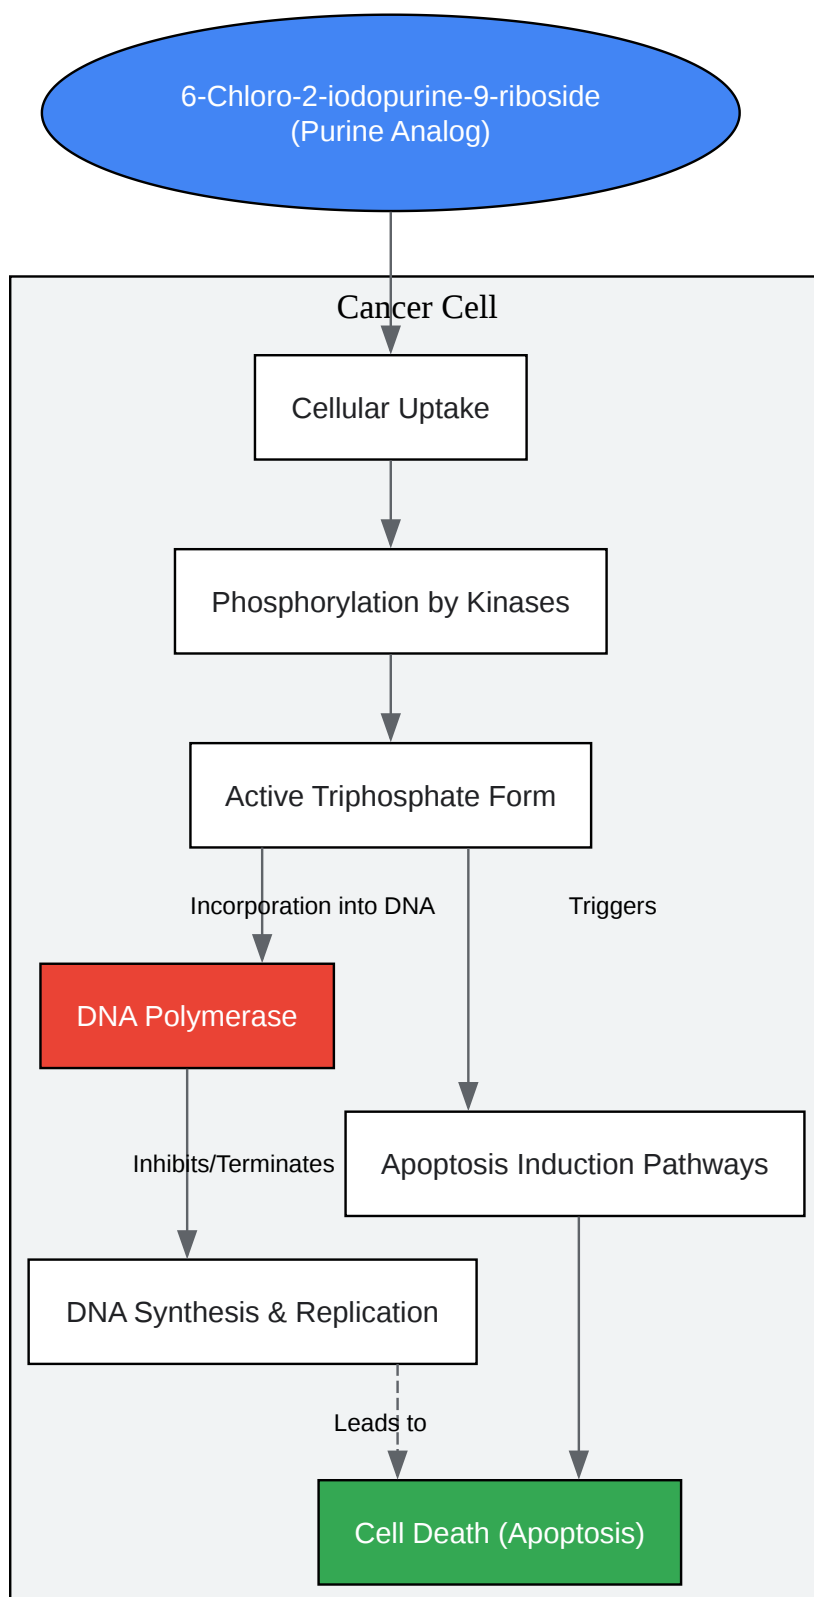 6-Chloro-2-iodopurine-9-riboside
(Purine Analog)
Cancer Cell
Cellular Uptake
Phosphorylation by Kinases
Active Triphosphate Form
Incorporation into DNA
Triggers
DNA Polymerase
Inhibits/Terminates
Apoptosis Induction Pathways
DNA Synthesis & Replication
Leads to
Cell Death (Apoptosis)